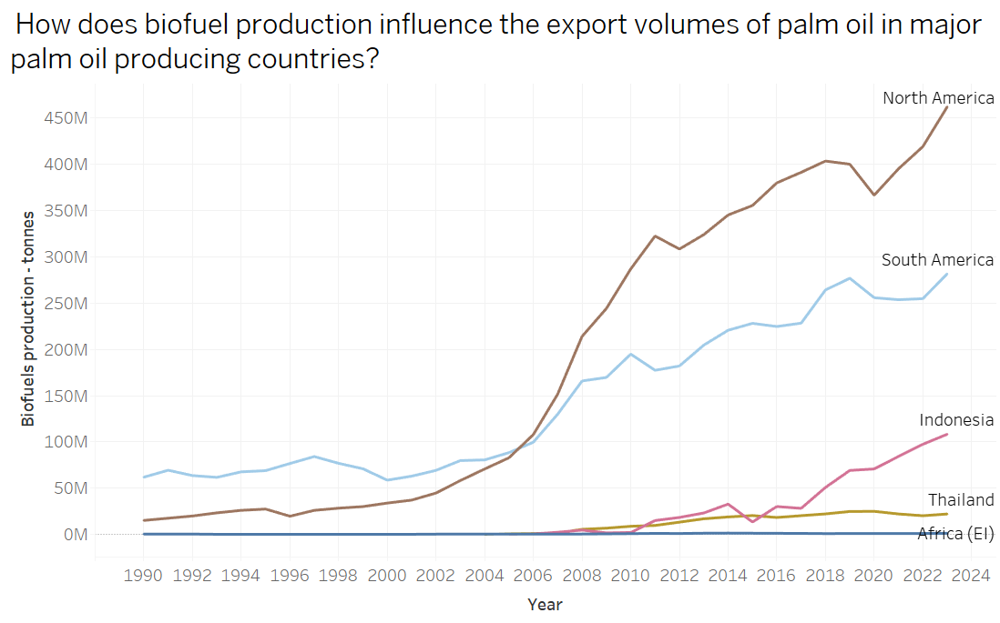 How does biofuel production influence the export volumes of palm oil in major
palm oil producing countries?
North America
450M
400M
350M
300M
South America
250M
200M
150M
Indonesia
100M
50M
Thailand
0M
Africa (EI)
Biofuels production - tonnes
1990 1992 1994 1996 1998 2000 2002 2004 2006 2008 2010 2012 2014 2016 2018 2020 2022 2024
Year